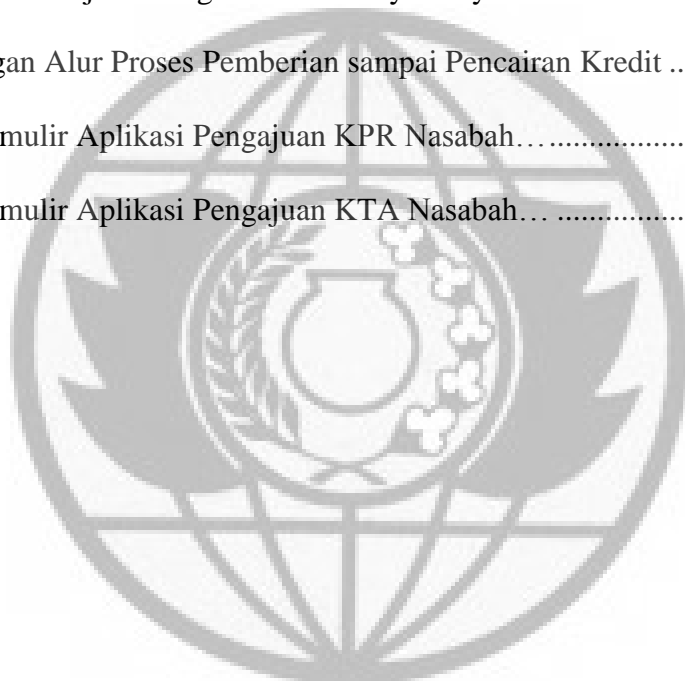 gan Alur Proses Pemberian sampai Pencairan Kredit ..
mulir Aplikasi Pengajuan KPR Nasabah….................
mulir Aplikasi Pengajuan KTA Nasabah… ................